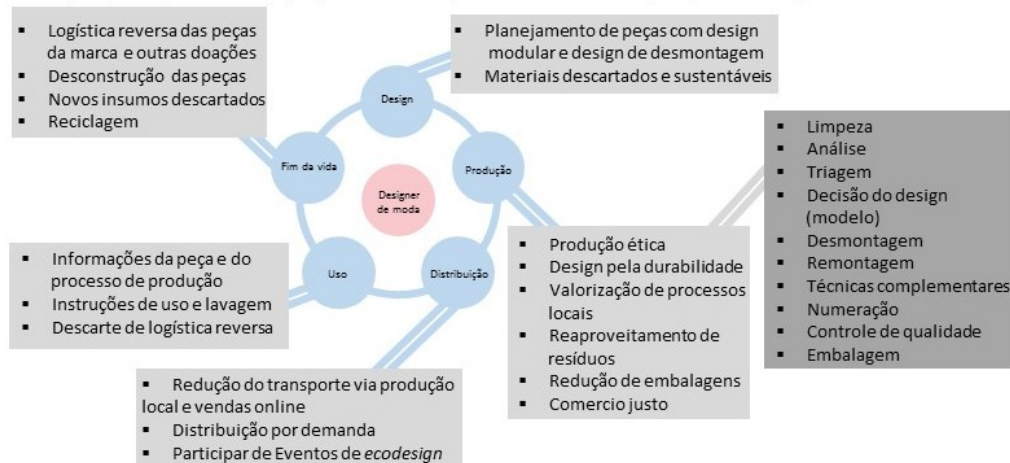 ▪ Logística reversa das peças
da marca e outras doações
▪ Desconstrução das peças
▪ Novos insumos descartados
▪ Reciclagem
▪ Planejamento de peças com design
modular e design de desmontagem
▪ Materiais descartados e sustentáveis
Design
Fim da vida
Produção
Designer
de moda
Uso
Distribuição
▪ Limpeza
▪ Análise
▪ Triagem
▪ Decisão do design
(modelo)
▪ Desmontagem
▪ Remontagem
▪ Técnicas complementares
▪ Numeração
▪ Controle de qualidade
▪ Embalagem
▪ Informações da peça e do
processo de produção
▪ Instruções de uso e lavagem
▪ Descarte de logística reversa
▪ Produção ética
▪ Design pela durabilidade
▪ Valorização de processos
locais
▪ Reaproveitamento de
resíduos
▪ Redução de embalagens
▪ Comercio justo
▪ Redução do transporte via produção
local e vendas online
▪ Distribuição por demanda
▪ Participar de Eventos de ecodesign